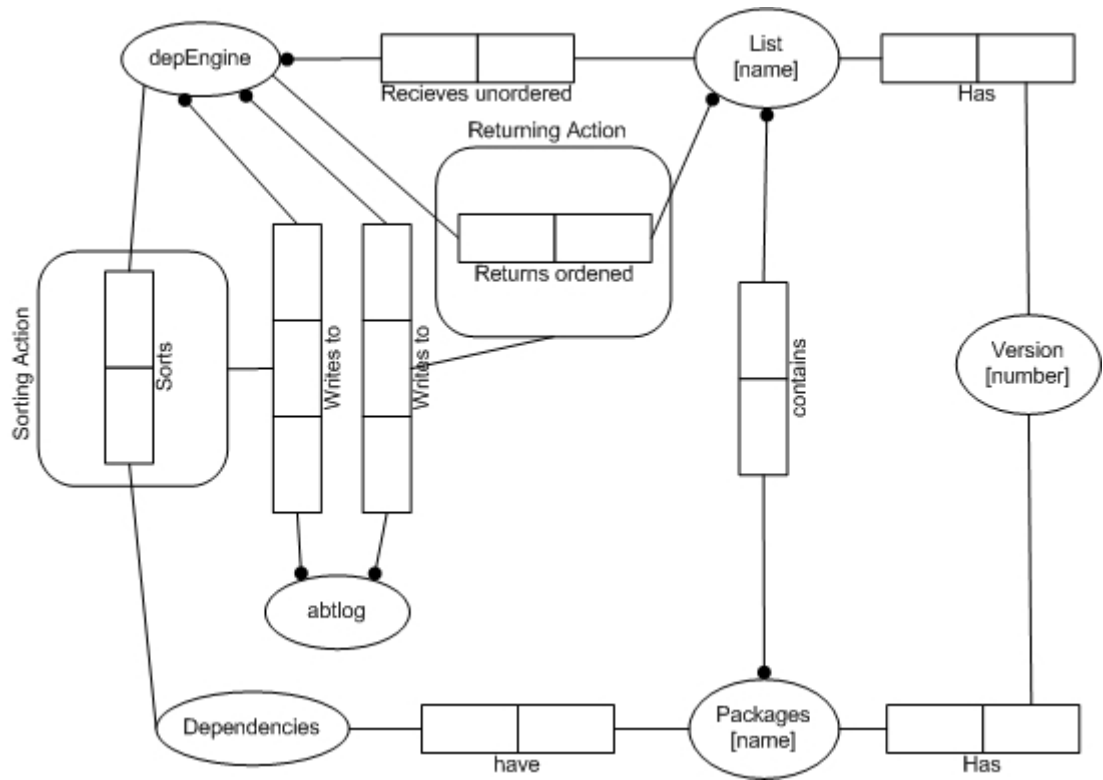 depEngine
List
[name]
Recieves unordered
Has
Returning Action
Returns ordened
Sorting Action
Sorts
Writes to
Writes to
contains
Version
[number]
abtlog
Dependencies
have
Packages
[name]
Has